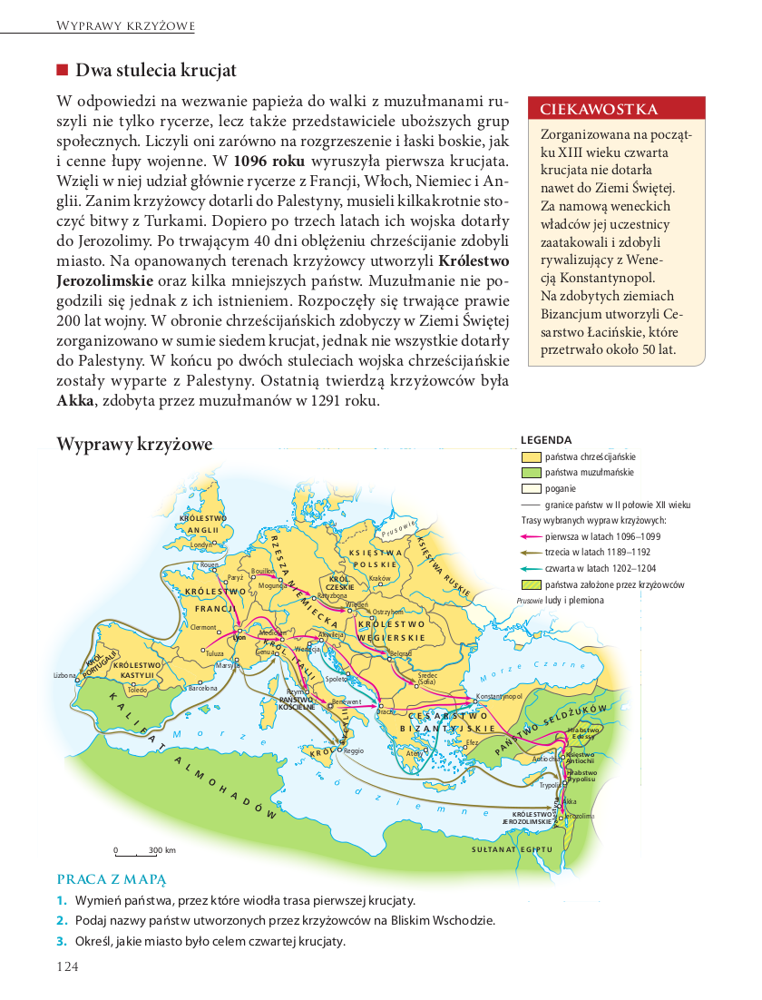 Wyprawy krzyżowe
Dwa stulecia krucjat
W odpowiedzi na wezwanie papieża do walki z muzułmanami ru-
szyli nie tylko rycerze, lecz także przedstawiciele uboższych grup
społecznych. Liczyli oni zarówno na rozgrzeszenie i łaski boskie, jak
i cenne łupy wojenne. W 1096 roku wyruszyła pierwsza krucjata.
Wzięli w niej udział głównie rycerze z Francji, Włoch, Niemiec i An-
glii. Zanim krzyżowcy dotarli do Palestyny, musieli kilkakrotnie sto-
czyć bitwy z Turkami. Dopiero po trzech latach ich wojska dotarły
do Jerozolimy. Po trwającym 40 dni oblężeniu chrześcijanie zdobyli
miasto. Na opanowanych terenach krzyżowcy utworzyli Królestwo
Jerozolimskie oraz kilka mniejszych państw. Muzułmanie nie po-
godzili się jednak z ich istnieniem. Rozpoczęły się trwające prawie
200 lat wojny. W obronie chrześcijańskich zdobyczy w Ziemi Świętej
zorganizowano w sumie siedem krucjat, jednak nie wszystkie dotarły
do Palestyny. W końcu po dwóch stuleciach wojska chrześcijańskie
zostały wyparte z Palestyny. Ostatnią twierdzą krzyżowców była
Akka, zdobyta przez muzułmanów w 1291 roku.
CIEKAWOSTKA
Zorganizowana na począt-
ku XIII wieku czwarta
krucjata nie dotarła
nawet do Ziemi Świętej.
Za namową weneckich
władców jej uczestnicy
zaatakowali i zdobyli
rywalizujący z Wene-
cją Konstantynopol.
Na zdobytych ziemiach
Bizancjum utworzyli Ce-
sarstwo Łacińskie, które
przetrwało około 50 lat.
Wyprawy krzyżowe
LEGENDA
państwa chrześcijańskie
państwa muzułmańskie
poganie
granice państw w II połowie XII wieku
Trasy wybranych wypraw krzyżowych:
pierwsza w latach 1096–1099
trzecia w latach 1189–1192
czwarta w latach 1202–1204
państwa założone przez krzyżowców
Prusowie ludy i plemiona
KRÓLESTWO
ANGLII
Londyn
Rouen
Paryż
Bouillon
Moguncja
RZESZA NIEMIECKA
Ratyzbona
KRÓL.
CZESKIE
KSIĘSTWA
POLSKIE
Kraków
Prusowie
KSIĘSTWA RUSKIE
KRÓLESTWO
FRANCJI
Clermont
Lyon
Tuluza
Marsylia
Wiedeń
Ostrzyhom
KRÓLESTWO
WĘGIERSKIE
Mediolan
Genua
Wenecja
Akwileja
KRÓL. ITALII
Spoleto
Belgrad
Sredec
(Sofia)
Morze Czarne
KRÓL.
PORTUGALII
Lizbona
KRÓLESTWO
KASTYLII
Toledo
Barcelona
Rzym
PAŃSTWO
KOŚCIELNE
Benewent
Dracz
Konstantynopol
CESARSTWO
BIZANTYJSKIE
PAŃSTWO SELDŻUKÓW
Hrabstwo
Edessy
KALIFAT ALMOHADÓW
Morze Śródziemne
KRÓL. SYCYLII
Reggio
Ateny
Efez
Antiochia
Księstwo
Antiochii
Hrabstwo
Trypolisu
Trypolis
Akka
Palestyna
Jerozolima
KRÓLESTWO
JEROZOLIMSKIE
SUŁTANAT EGIPTU
0 300 km
PRACA Z MAPĄ
1. Wymień państwa, przez które wiodła trasa pierwszej krucjaty.
2. Podaj nazwy państw utworzonych przez krzyżowców na Bliskim Wschodzie.
3. Określ, jakie miasto było celem czwartej krucjaty.
124